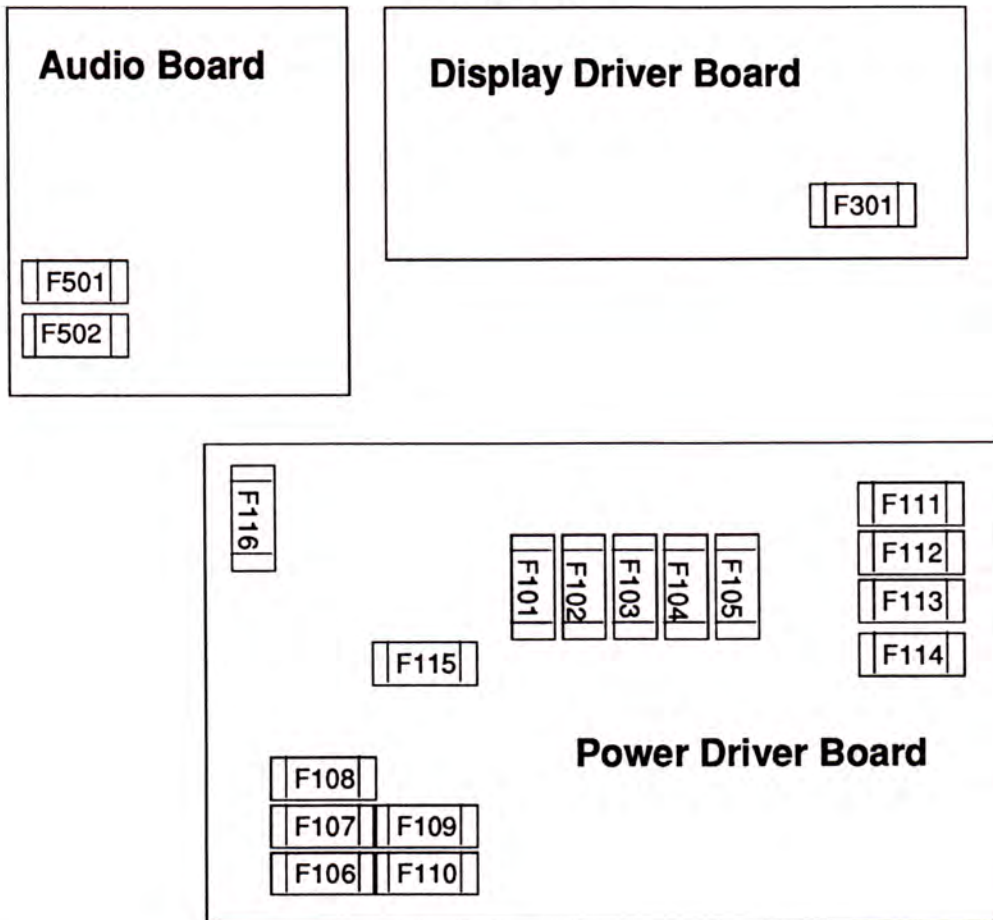 Audio Board
F501
F502
Display Driver Board
F301
F116
F101
F102
F103
F104
F105
F111
F112
F113
F114
F115
Power Driver Board
F108
F107
F109
F106
F110